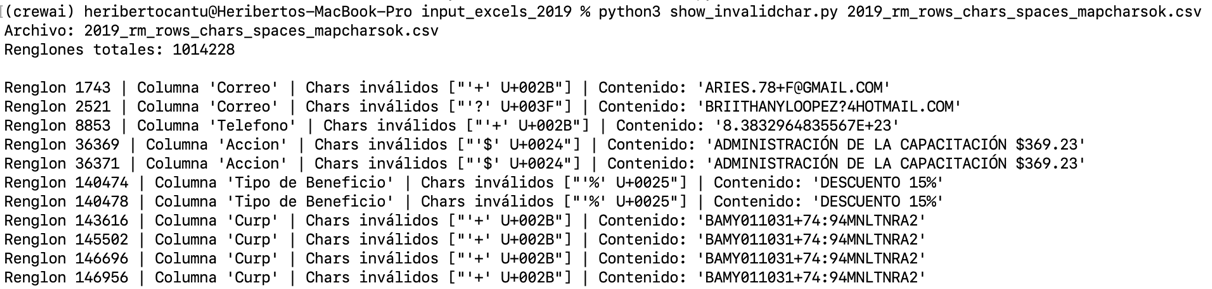 (crewai) heribertocantu@Heribertos-MacBook-Pro input_excels_2019 % python3 show_invalidchar.py 2019_rm_rows_chars_spaces_mapcharsok.csv
Archivo: 2019_rm_rows_chars_spaces_mapcharsok.csv
Renglones totales: 1014228
Renglon 1743 | Columna 'Correo' | Chars inválidos ["'+' U+002B"] | Contenido: 'ARIES.78+F@GMAIL.COM'
Renglon 2521 | Columna 'Correo' | Chars inválidos ["'?' U+003F"] | Contenido: 'BRIITHANYLOOPEZ?4HOTMAIL.COM'
Renglon 8853 | Columna 'Telefono' | Chars inválidos ["'+' U+002B"] | Contenido: '8.3832964835567E+23'
Renglon 36369 | Columna 'Accion' | Chars inválidos ["'$' U+0024"] | Contenido: 'ADMINISTRACIÓN DE LA CAPACITACIÓN $369.23'
Renglon 36371 | Columna 'Accion' | Chars inválidos ["'$' U+0024"] | Contenido: 'ADMINISTRACIÓN DE LA CAPACITACIÓN $369.23'
Renglon 140474 | Columna 'Tipo de Beneficio' | Chars inválidos ["'%' U+0025"] | Contenido: 'DESCUENTO 15%'
Renglon 140478 | Columna 'Tipo de Beneficio' | Chars inválidos ["'%' U+0025"] | Contenido: 'DESCUENTO 15%'
Renglon 143616 | Columna 'Curp' | Chars inválidos ["'+' U+002B"] | Contenido: 'BAMY011031+74:94MNLTNRA2'
Renglon 145502 | Columna 'Curp' | Chars inválidos ["'+' U+002B"] | Contenido: 'BAMY011031+74:94MNLTNRA2'
Renglon 146696 | Columna 'Curp' | Chars inválidos ["'+' U+002B"] | Contenido: 'BAMY011031+74:94MNLTNRA2'
Renglon 146956 | Columna 'Curp' | Chars inválidos ["'+' U+002B"] | Contenido: 'BAMY011031+74:94MNLTNRA2'